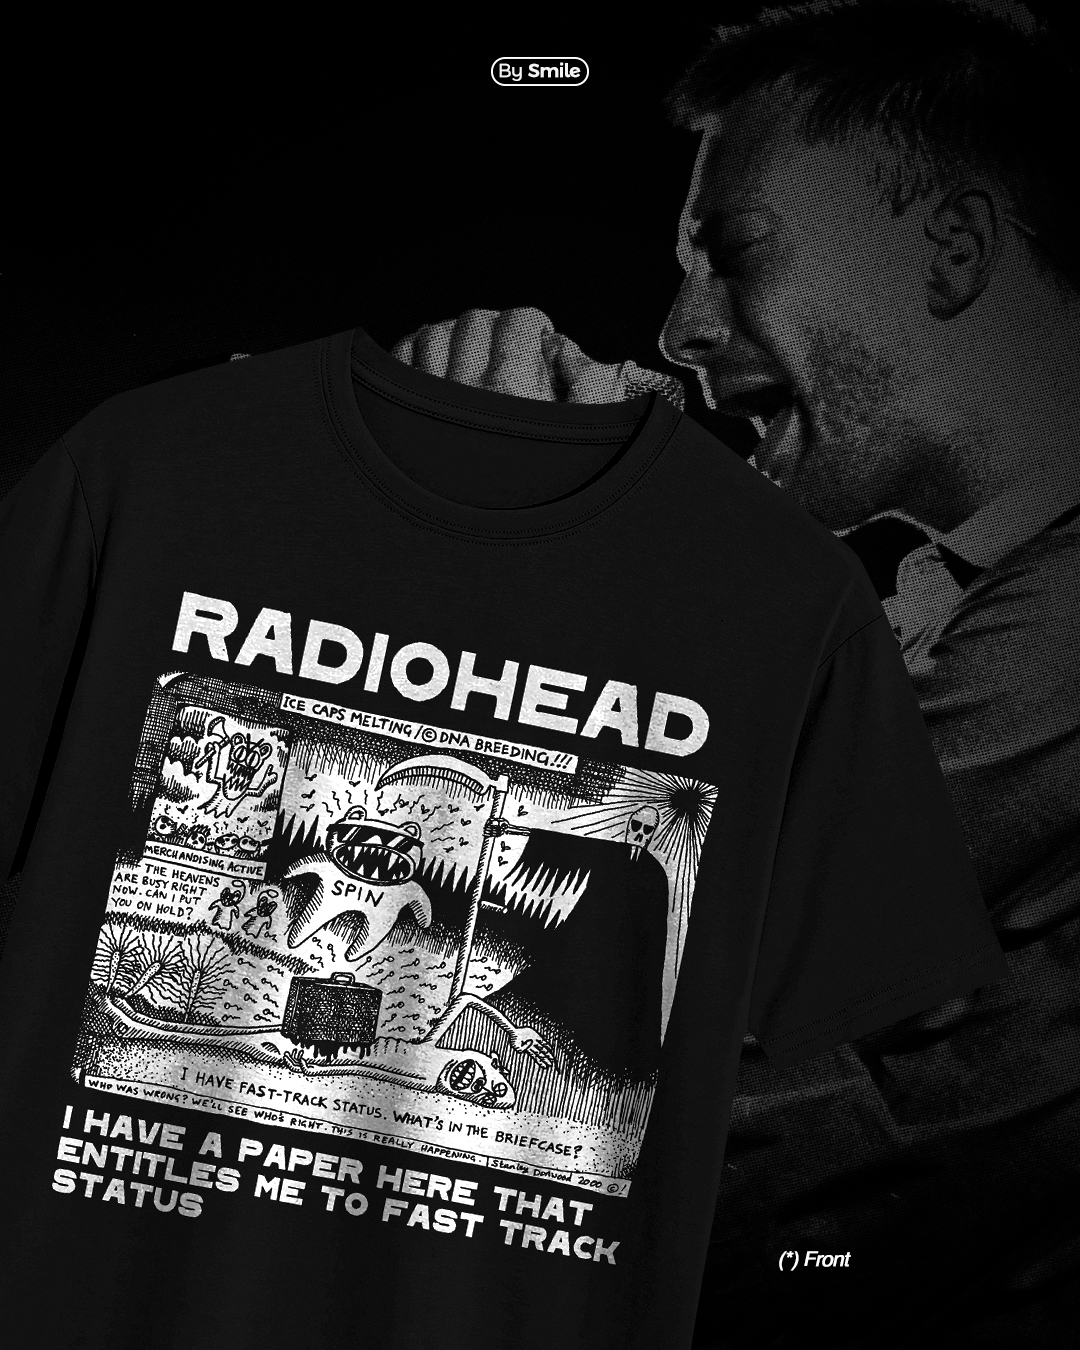 By Smile
RADIOHEAD
ICE CAPS MELTING/© DNA BREEDING!!!
MERCHANDISING ACTIVE
THE HEAVENS
ARE BUSY RIGHT
NOW. CAN I PUT
YOU ON HOLD?
SPIN
I HAVE FAST-TRACK STATUS. WHAT'S IN THE BRIEFCASE?
WHO WAS WRONG? WE'LL SEE WHO'S RIGHT. THIS IS REALLY HAPPENING. Stanley Donwood 2000 ©!
I HAVE A PAPER HERE THAT
ENTITLES ME TO FAST TRACK
STATUS
(*) Front